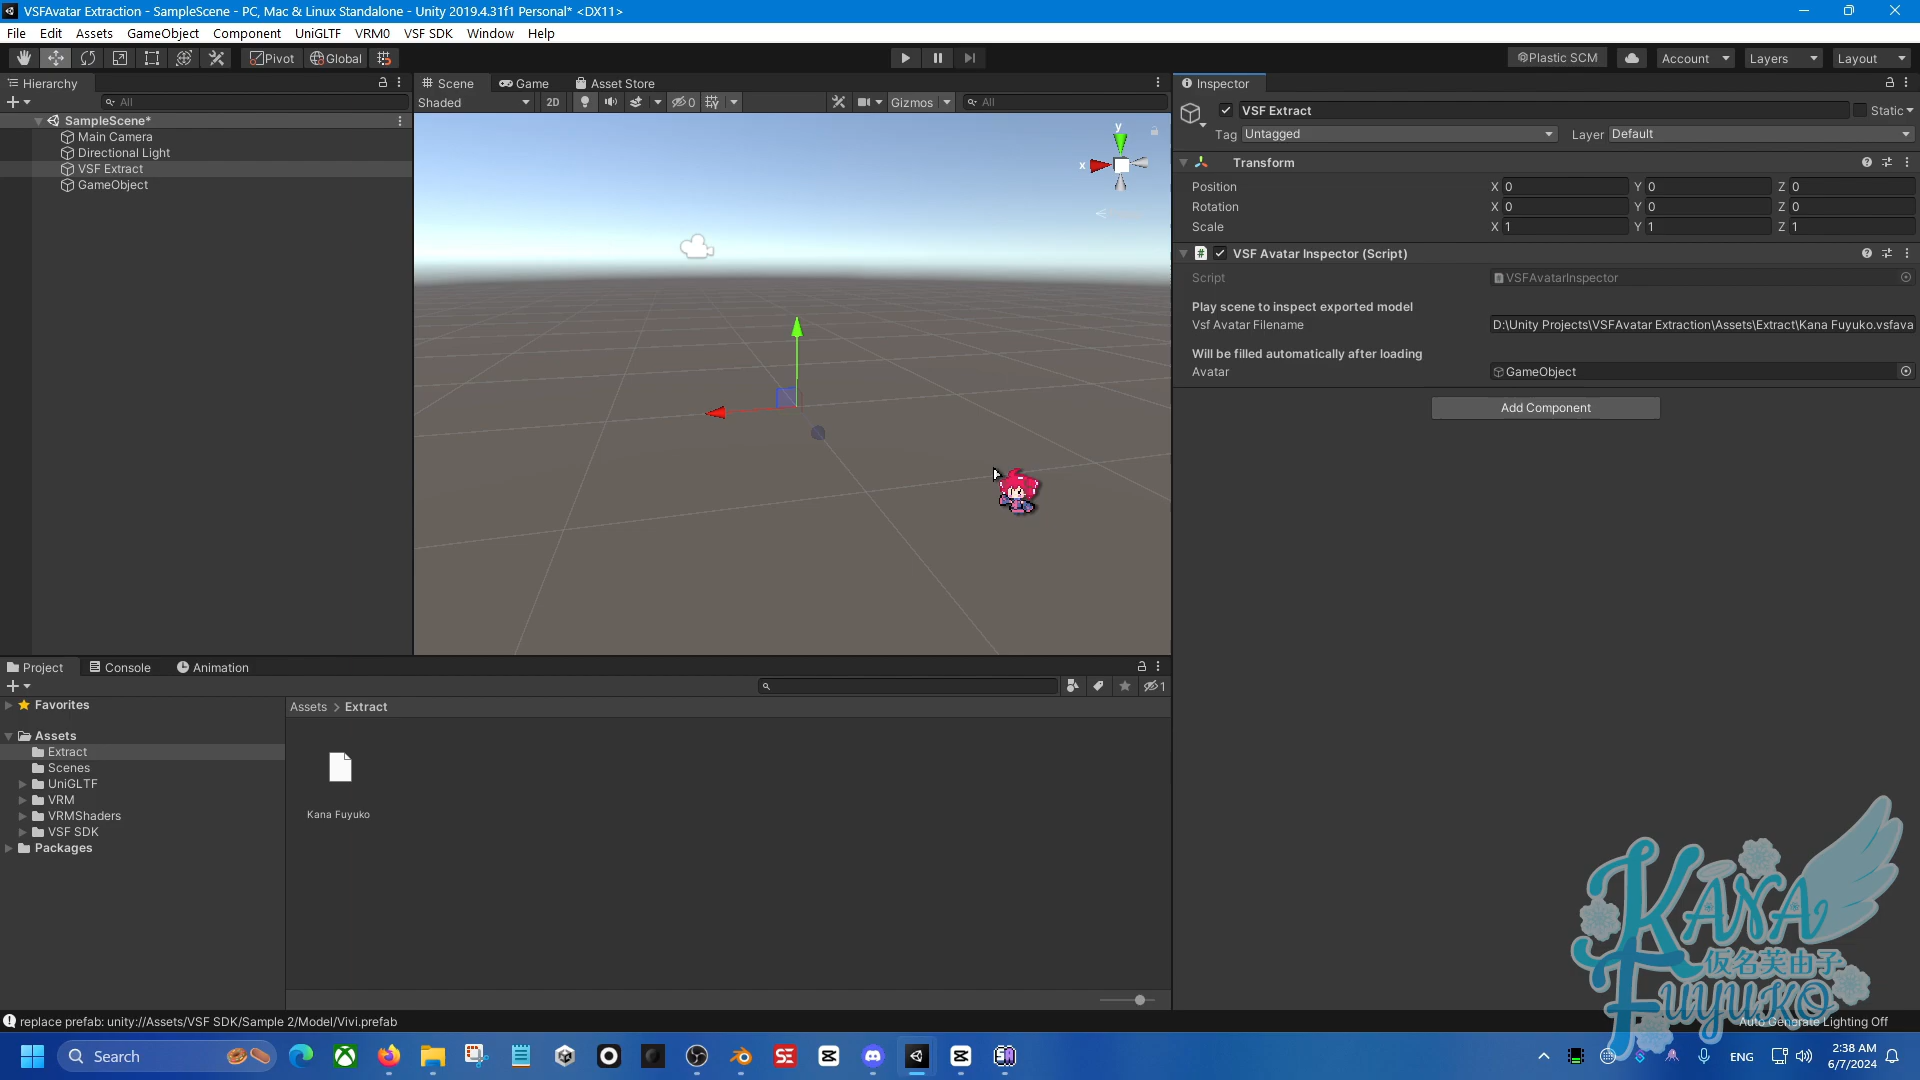 VSFAvatar Extraction - SampleScene - PC, Mac & Linux Standalone - Unity 2019.4.31f1 Personal* <DX11>
File Edit Assets GameObject Component UniGLTF VRM0 VSF SDK Window Help
Pivot Global Plastic SCM Account Layers Layout
Hierarchy Scene Game Asset Store Inspector
All Shaded 2D 0 Gizmos All VSF Extract Static
SampleScene*
Main Camera
Directional Light
VSF Extract
GameObject
y
x
Tag Untagged Layer Default
Transform
Position X 0 Y 0 Z 0
Rotation X 0 Y 0 Z 0
Scale X 1 Y 1 Z 1
# VSF Avatar Inspector (Script)
Script VSFAvatarInspector
Play scene to inspect exported model
Vsf Avatar Filename D:\Unity Projects\VSFAvatar Extraction\Assets\Extract\Kana Fuyuko.vsfava
Will be filled automatically after loading
Avatar GameObject
Add Component
Project Console Animation
1
Favorites
Assets
Extract
Scenes
UniGLTF
VRM
VRMShaders
VSF SDK
Packages
Assets > Extract
Kana Fuyuko
KANA
仮名芙由子
FUYUKO
replace prefab: unity://Assets/VSF SDK/Sample 2/Model/Vivi.prefab
Auto Generate Lighting Off
Search SE ENG 2:38 AM
6/7/2024